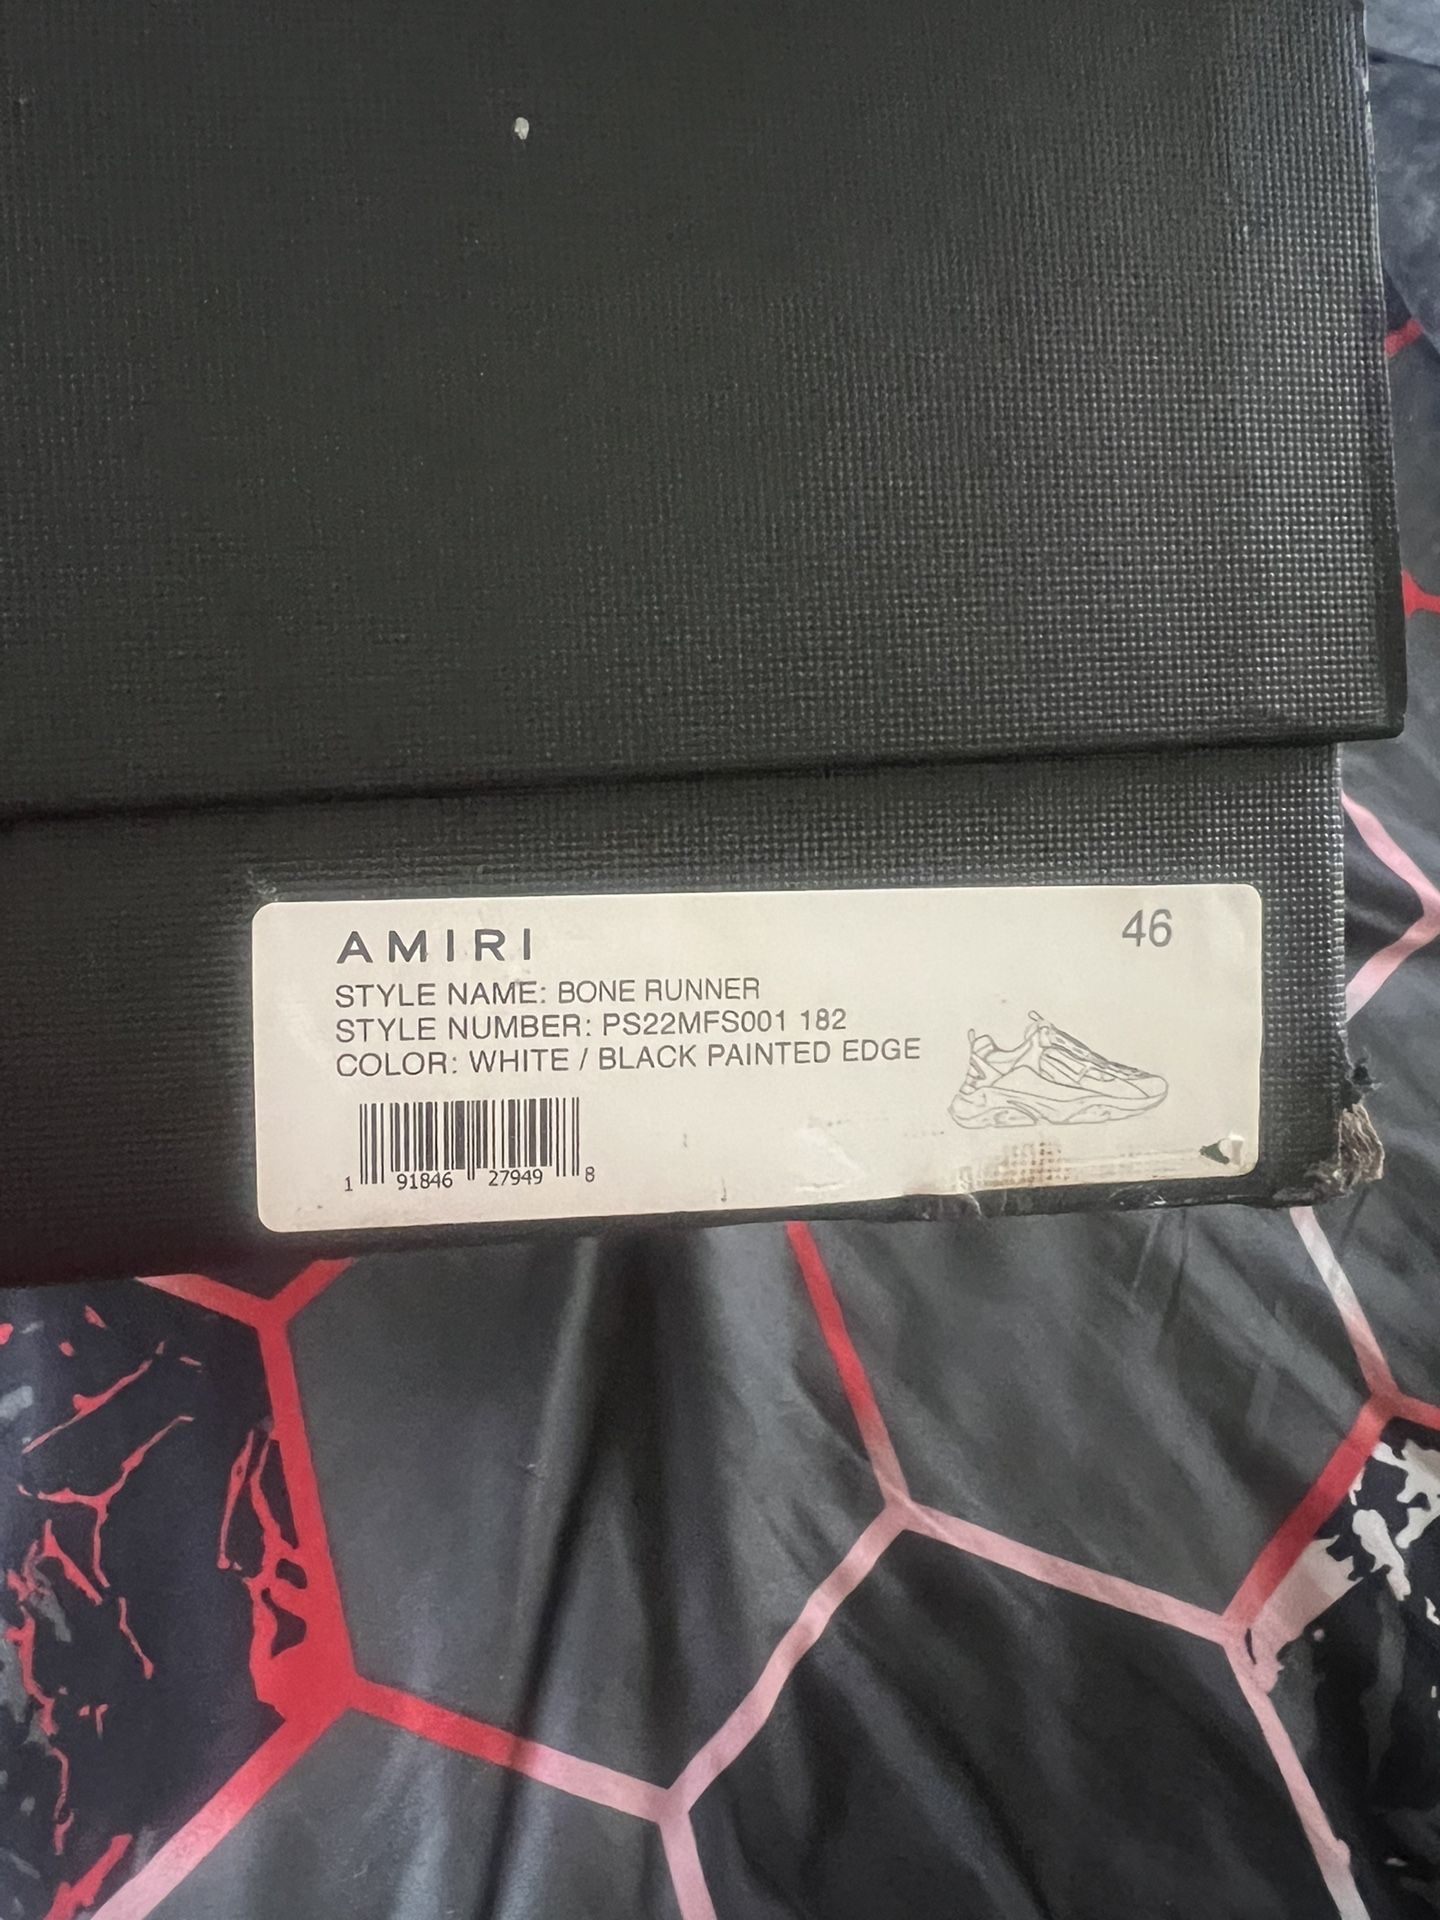 AMIRI
46
STYLE NAME: BONE RUNNER
STYLE NUMBER: PS22MFS001 182
COLOR: WHITE / BLACK PAINTED EDGE
1 91846 27949 8